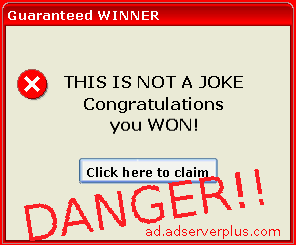 Guaranteed WINNER
THIS IS NOT A JOKE
Congratulations
you WON!
Click here to claim
DANGER!!
ad.adserverplus.com